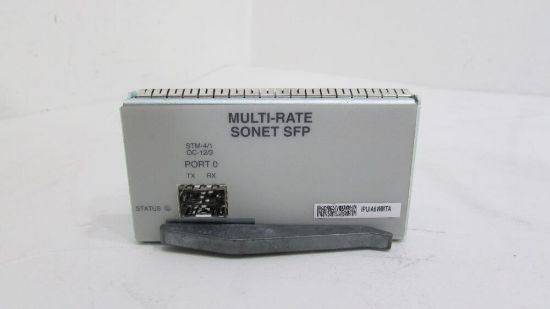 MULTI-RATE
SONET SFP
STM-4/1
OC-12/3
PORT 0
TX RX
STATUS